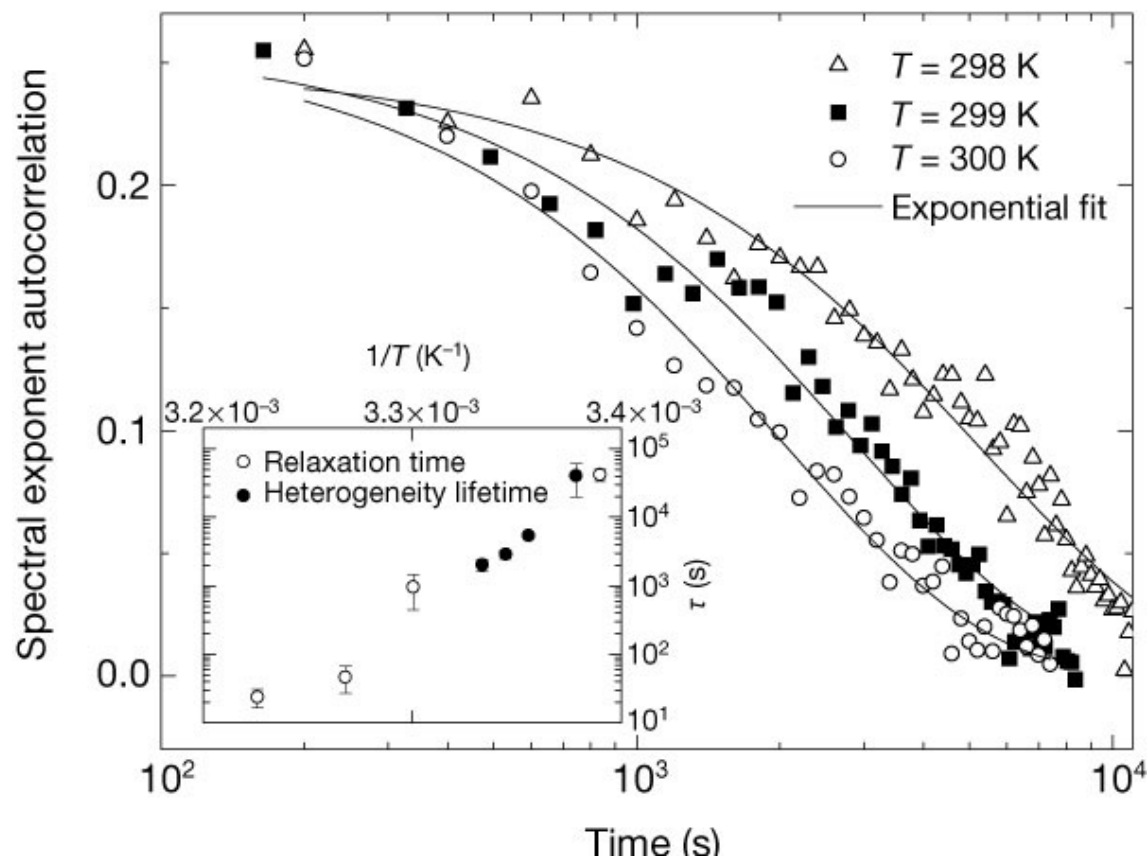 Spectral exponent autocorrelation
0.2
0.1
0.0
T = 298 K
T = 299 K
T = 300 K
Exponential fit
1/T (K⁻¹)
3.2×10⁻³
3.3×10⁻³
3.4×10⁻³
Relaxation time
Heterogeneity lifetime
10⁵
10⁴
10³
10²
10¹
τ (s)
10²
10³
10⁴
Time (s)